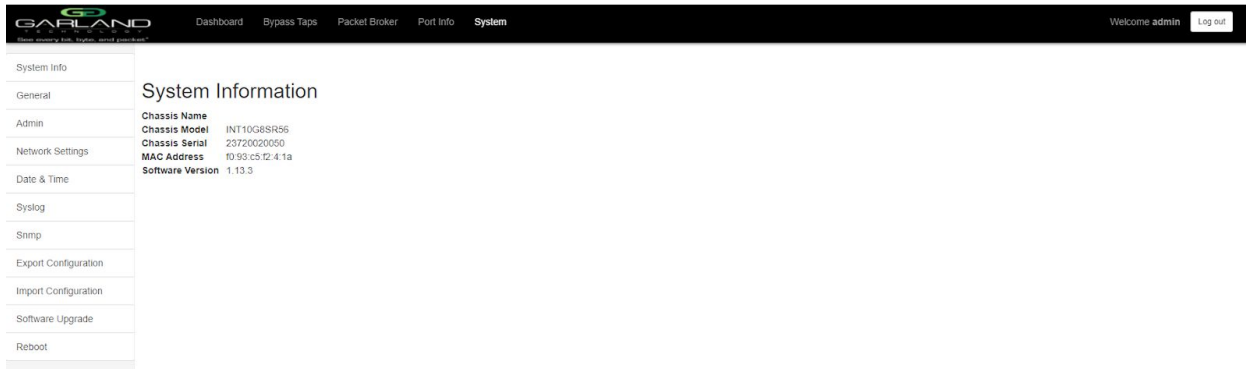 GARLAND
TECHNOLOGY
See every bit, byte, and packet®
Dashboard Bypass Taps Packet Broker Port Info System
Welcome admin Log out
System Info
General
Admin
Network Settings
Date & Time
Syslog
Snmp
Export Configuration
Import Configuration
Software Upgrade
Reboot
System Information
Chassis Name
Chassis Model INT10G8SR56
Chassis Serial 23720020050
MAC Address f0:93:c5:f2:4:1a
Software Version 1.13.3